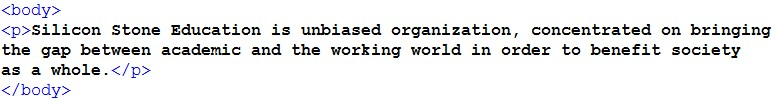 <body>
<p>Silicon Stone Education is unbiased organization, concentrated on bringing
the gap between academic and the working world in order to benefit society
as a whole.</p>
</body>